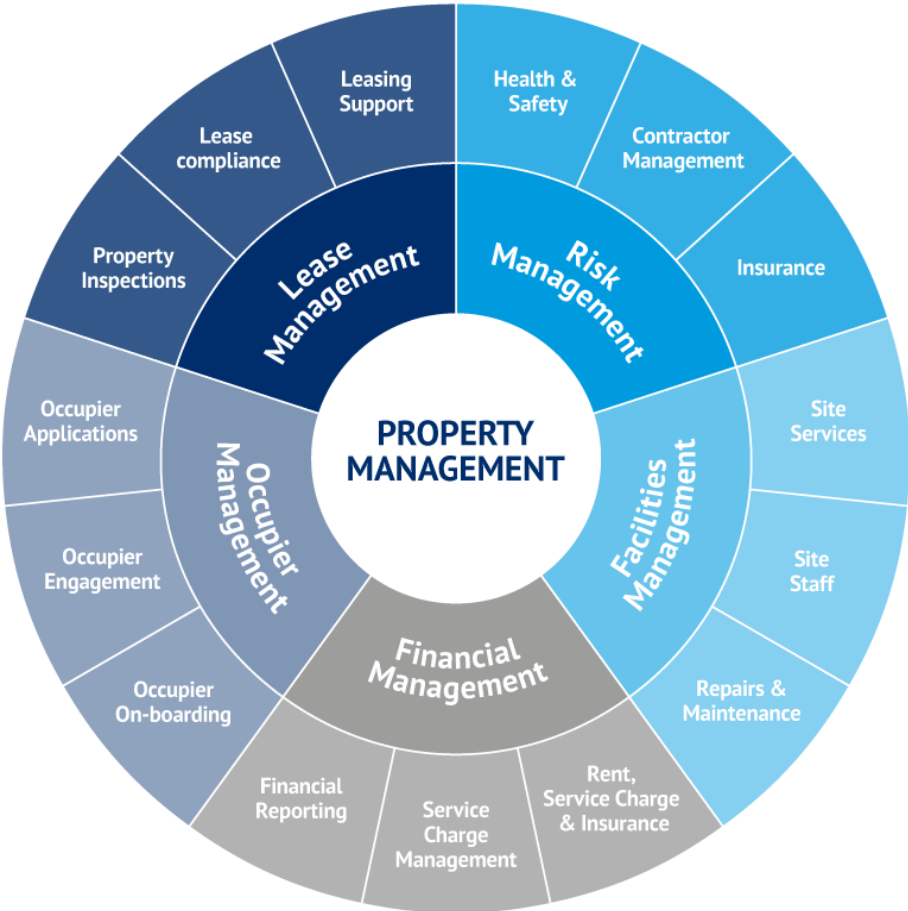 PROPERTY
MANAGEMENT
Risk
Management
Health &
Safety
Contractor
Management
Insurance
Facilities
Management
Site
Services
Site
Staff
Repairs &
Maintenance
Financial
Management
Rent,
Service Charge
& Insurance
Service
Charge
Management
Financial
Reporting
Occupier
Management
Occupier
On-boarding
Occupier
Engagement
Occupier
Applications
Lease
Management
Property
Inspections
Lease
compliance
Leasing
Support